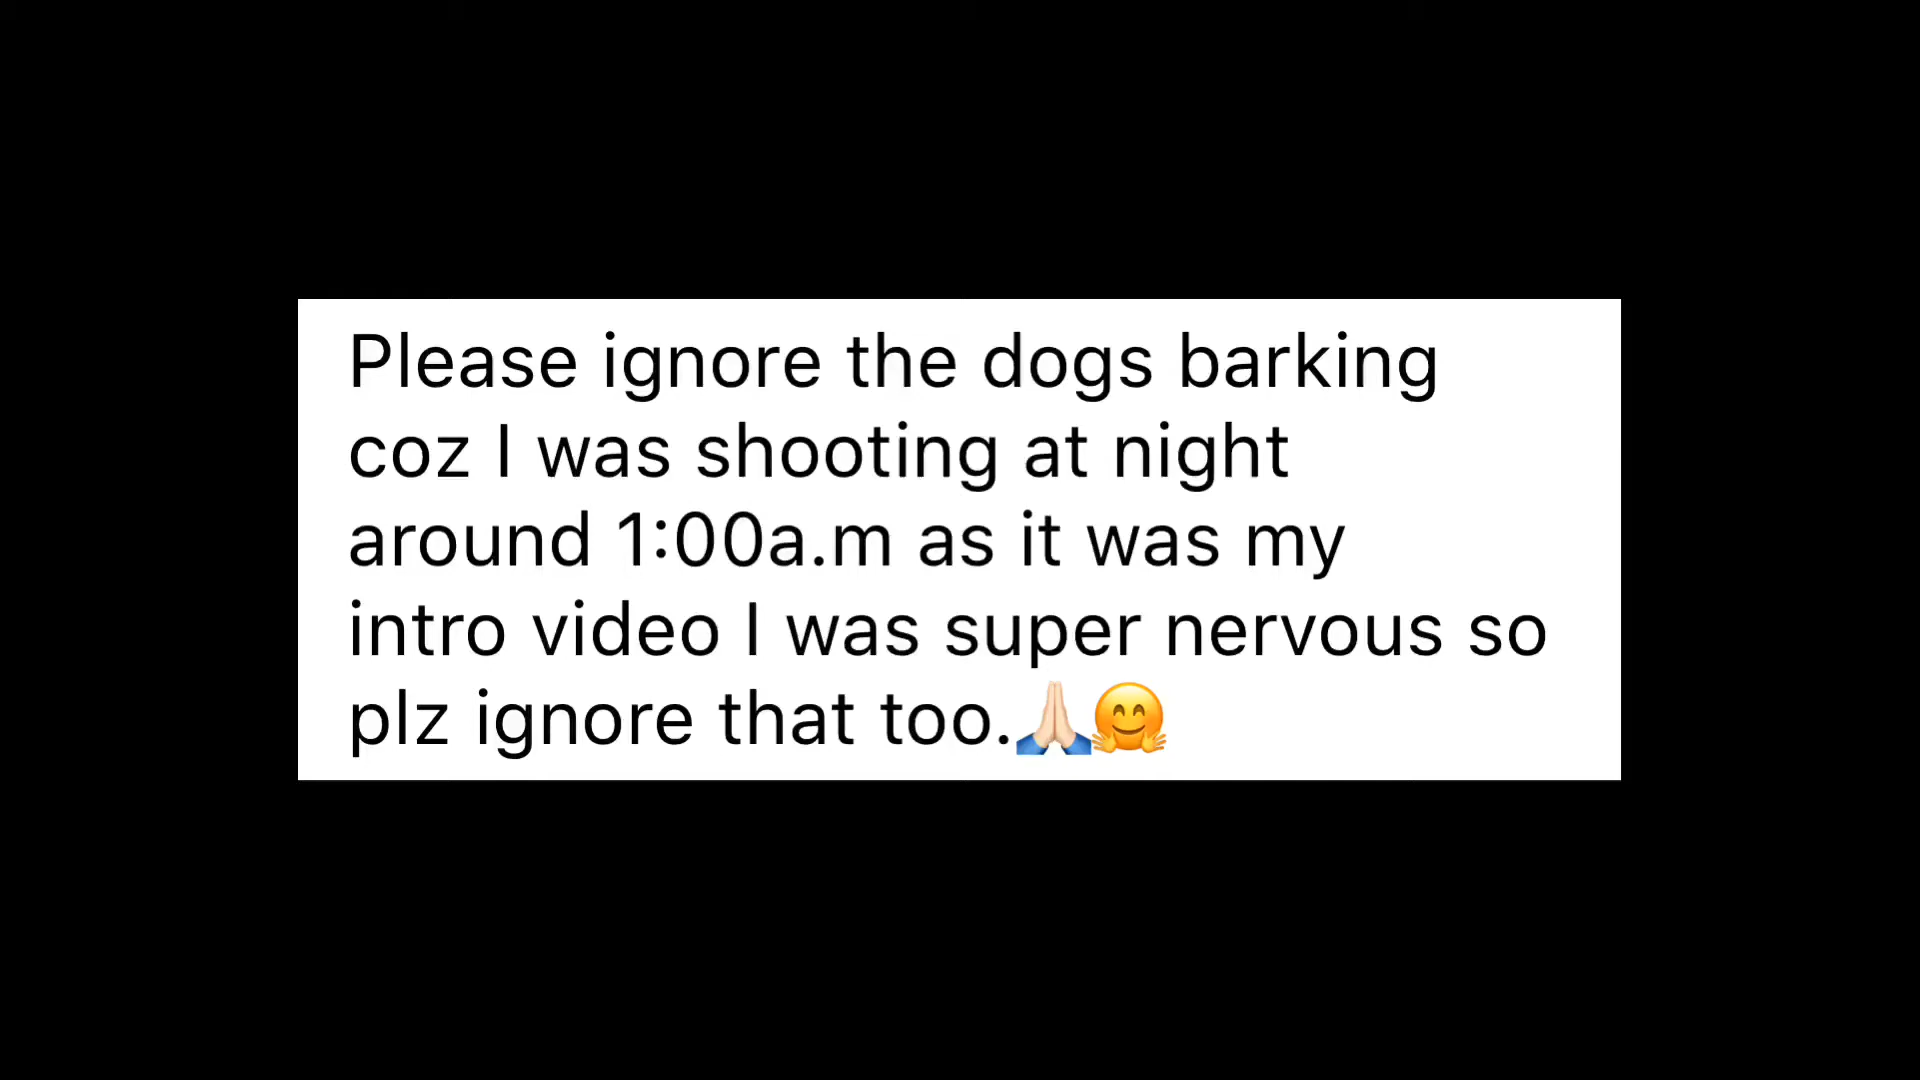 Please ignore the dogs barking
coz I was shooting at night
around 1:00a.m as it was my
intro video I was super nervous so
plz ignore that too.🙏🏻🤗